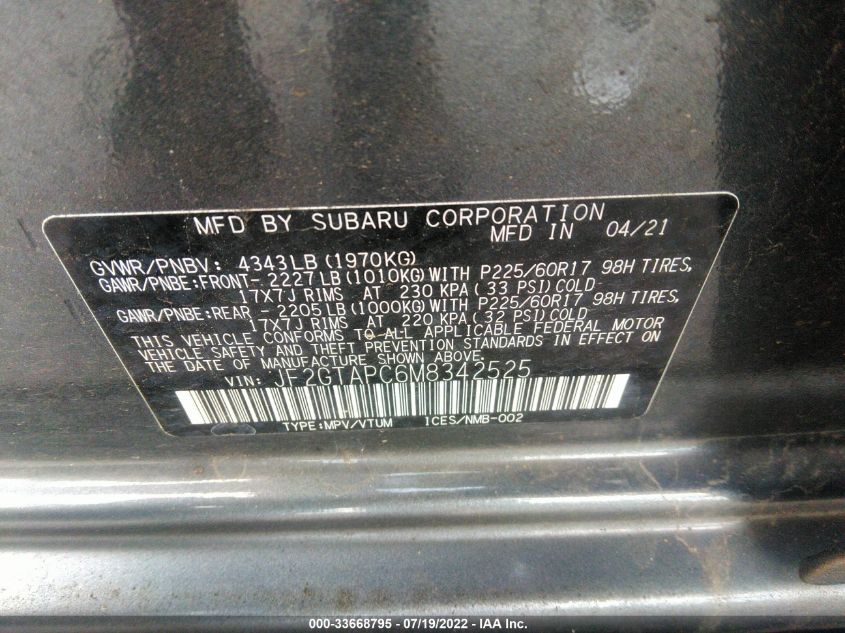 MFD BY SUBARU CORPORATION
MFD IN 04/21
GVWR/PNBV: 4343LB (1970KG)
GAWR/PNBE:FRONT-2227LB(1010KG)WITH P225/60R17 98H TIRES,
17X7J RIMS AT 230 KPA(33 PSI)COLD
GAWR/PNBE:REAR -2205LB(1000KG)WITH P225/60R17 98H TIRES,
17X7J RIMS AT 220 KPA(32 PSI)COLD
THIS VEHICLE CONFORMS TO ALL APPLICABLE FEDERAL MOTOR
VEHICLE SAFETY AND THEFT PREVENTION STANDARDS IN EFFECT ON
THE DATE OF MANUFACTURE SHOWN ABOVE.
VIN: JF2GTAPC6M8342525
TYPE:MPV/VTUM ICES/NMB-002
000-33668795 - 07/19/2022 - IAA Inc.